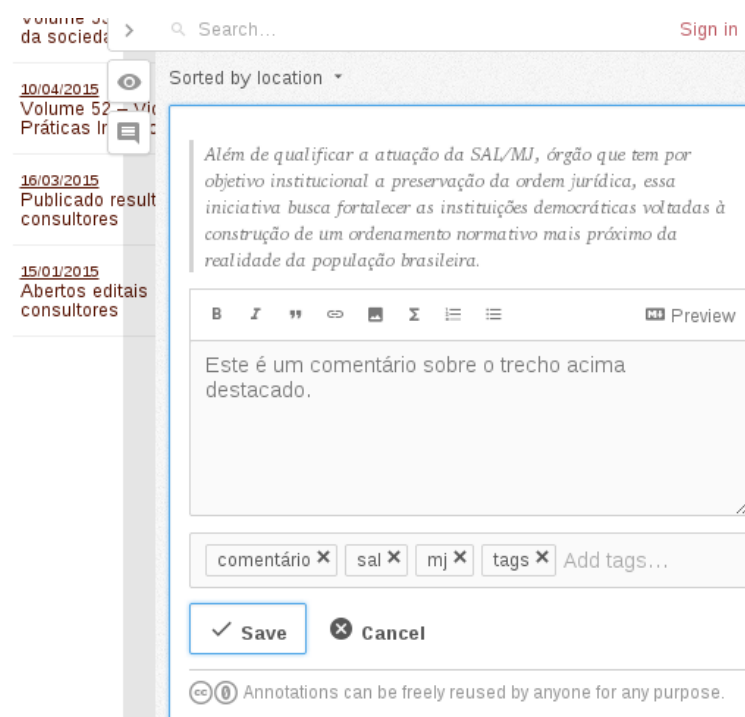 da socieda
10/04/2015
Volume 52 – Vio
Práticas In
16/03/2015
Publicado result
consultores
15/01/2015
Abertos editais
consultores
Search...
Sign in
Sorted by location
Além de qualificar a atuação da SAL/MJ, órgão que tem por
objetivo institucional a preservação da ordem jurídica, essa
iniciativa busca fortalecer as instituições democráticas voltadas à
construção de um ordenamento normativo mais próximo da
realidade da população brasileira.
B I Σ Preview
Este é um comentário sobre o trecho acima
destacado.
comentário × sal × mj × tags × Add tags...
Save Cancel
cc 0 Annotations can be freely reused by anyone for any purpose.